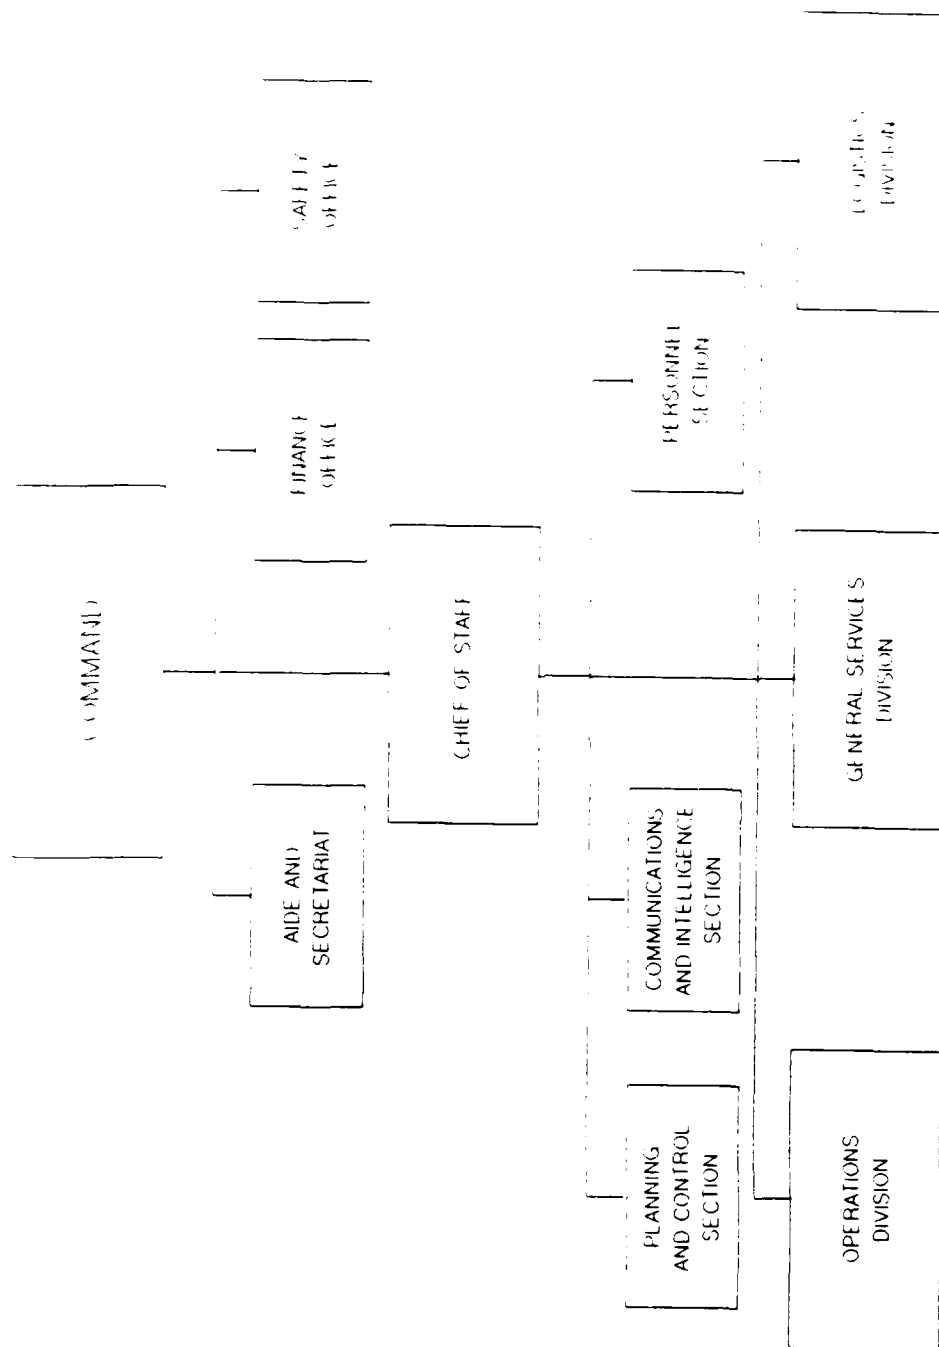 COMMAND
AIDE AND
SECRETARIAT
FINANCE
OFFICE
SAFETY
OFFICE
CHIEF OF STAFF
PLANNING
AND CONTROL
SECTION
COMMUNICATIONS
AND INTELLIGENCE
SECTION
PERSONNEL
SECTION
OPERATIONS
DIVISION
GENERAL SERVICES
DIVISION
LOGISTICS
DIVISION